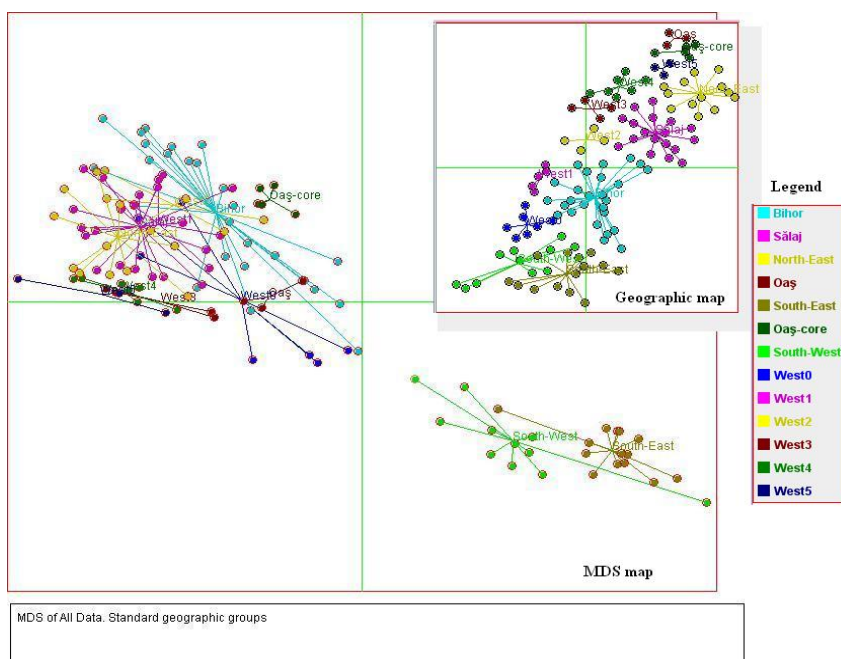 Oaş
Oaş-core
West5
North-East
West4
West3
Sălaj
West2
West1
Bihor
West0
South-West
South-East
Geographic map
Oaş-core
West1
Bihor
West4
West3
Oaş
South-West
South-East
MDS map
Legend
Bihor
Sălaj
North-East
Oaş
South-East
Oaş-core
South-West
West0
West1
West2
West3
West4
West5
MDS of All Data. Standard geographic groups